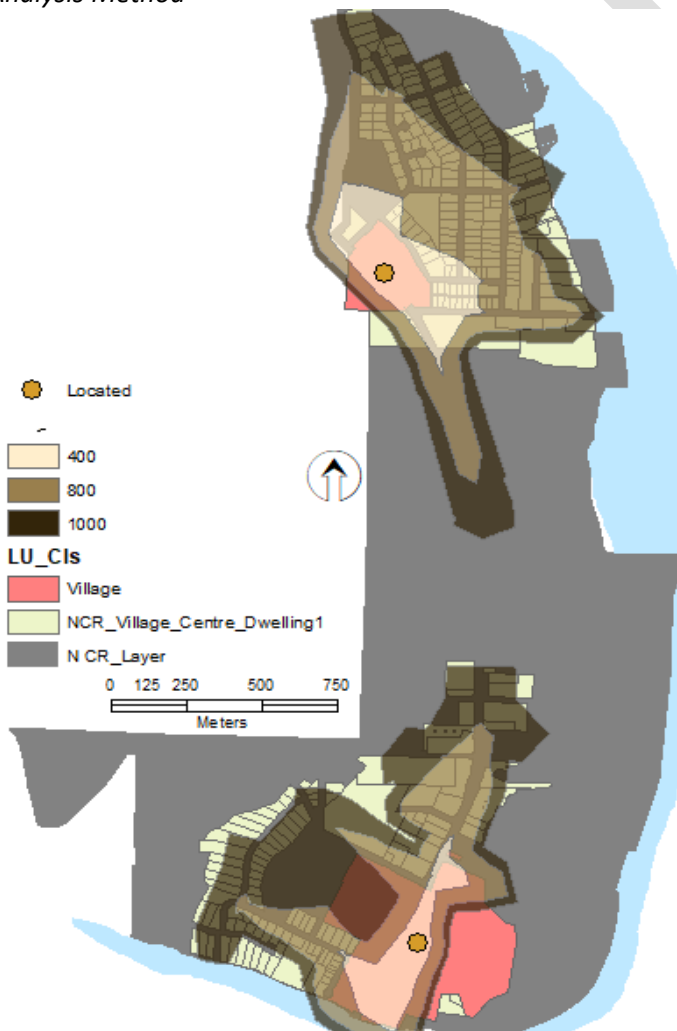 Analysis Method
Located
400
800
1000
LU_Cls
Village
NCR_Village_Centre_Dwelling1
N CR_Layer
0 125 250 500 750
Meters